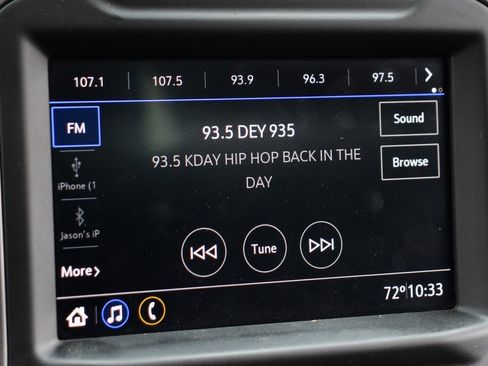 107.1 107.5 93.9 96.3 97.5
FM
93.5 DEY 935
Sound
93.5 KDAY HIP HOP BACK IN THE
DAY
Browse
iPhone (1
Jason's iP
Tune
More
72° 10:33